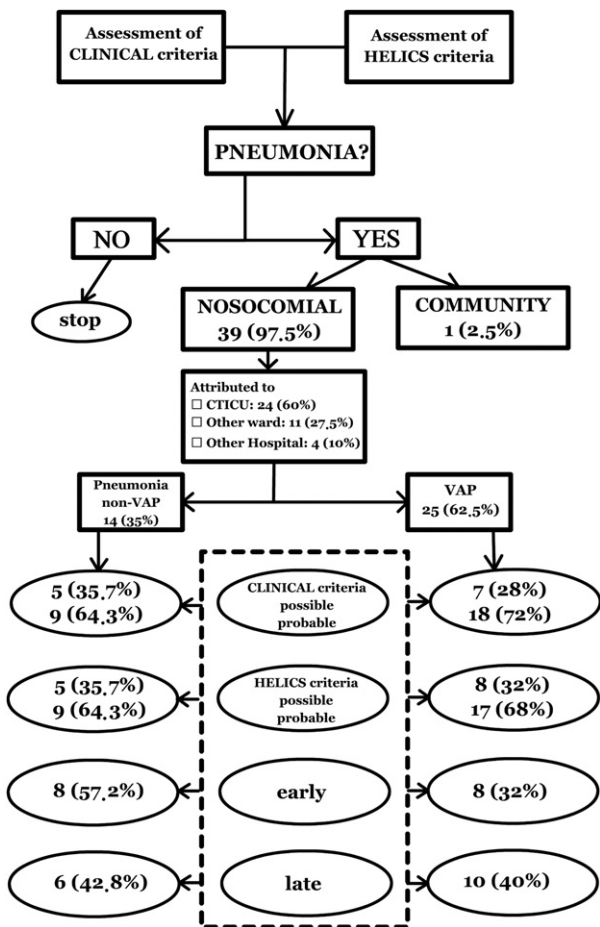 Assessment of
CLINICAL criteria
Assessment of
HELICS criteria
PNEUMONIA?
NO
YES
stop
NOSOCOMIAL
39 (97.5%)
COMMUNITY
1 (2.5%)
Attributed to
☐ CTICU: 24 (60%)
☐ Other ward: 11 (27.5%)
☐ Other Hospital: 4 (10%)
Pneumonia
non-VAP
14 (35%)
VAP
25 (62.5%)
5 (35.7%)
9 (64.3%)
CLINICAL criteria
possible
probable
7 (28%)
18 (72%)
5 (35.7%)
9 (64.3%)
HELICS criteria
possible
probable
8 (32%)
17 (68%)
8 (57.2%)
early
8 (32%)
6 (42.8%)
late
10 (40%)